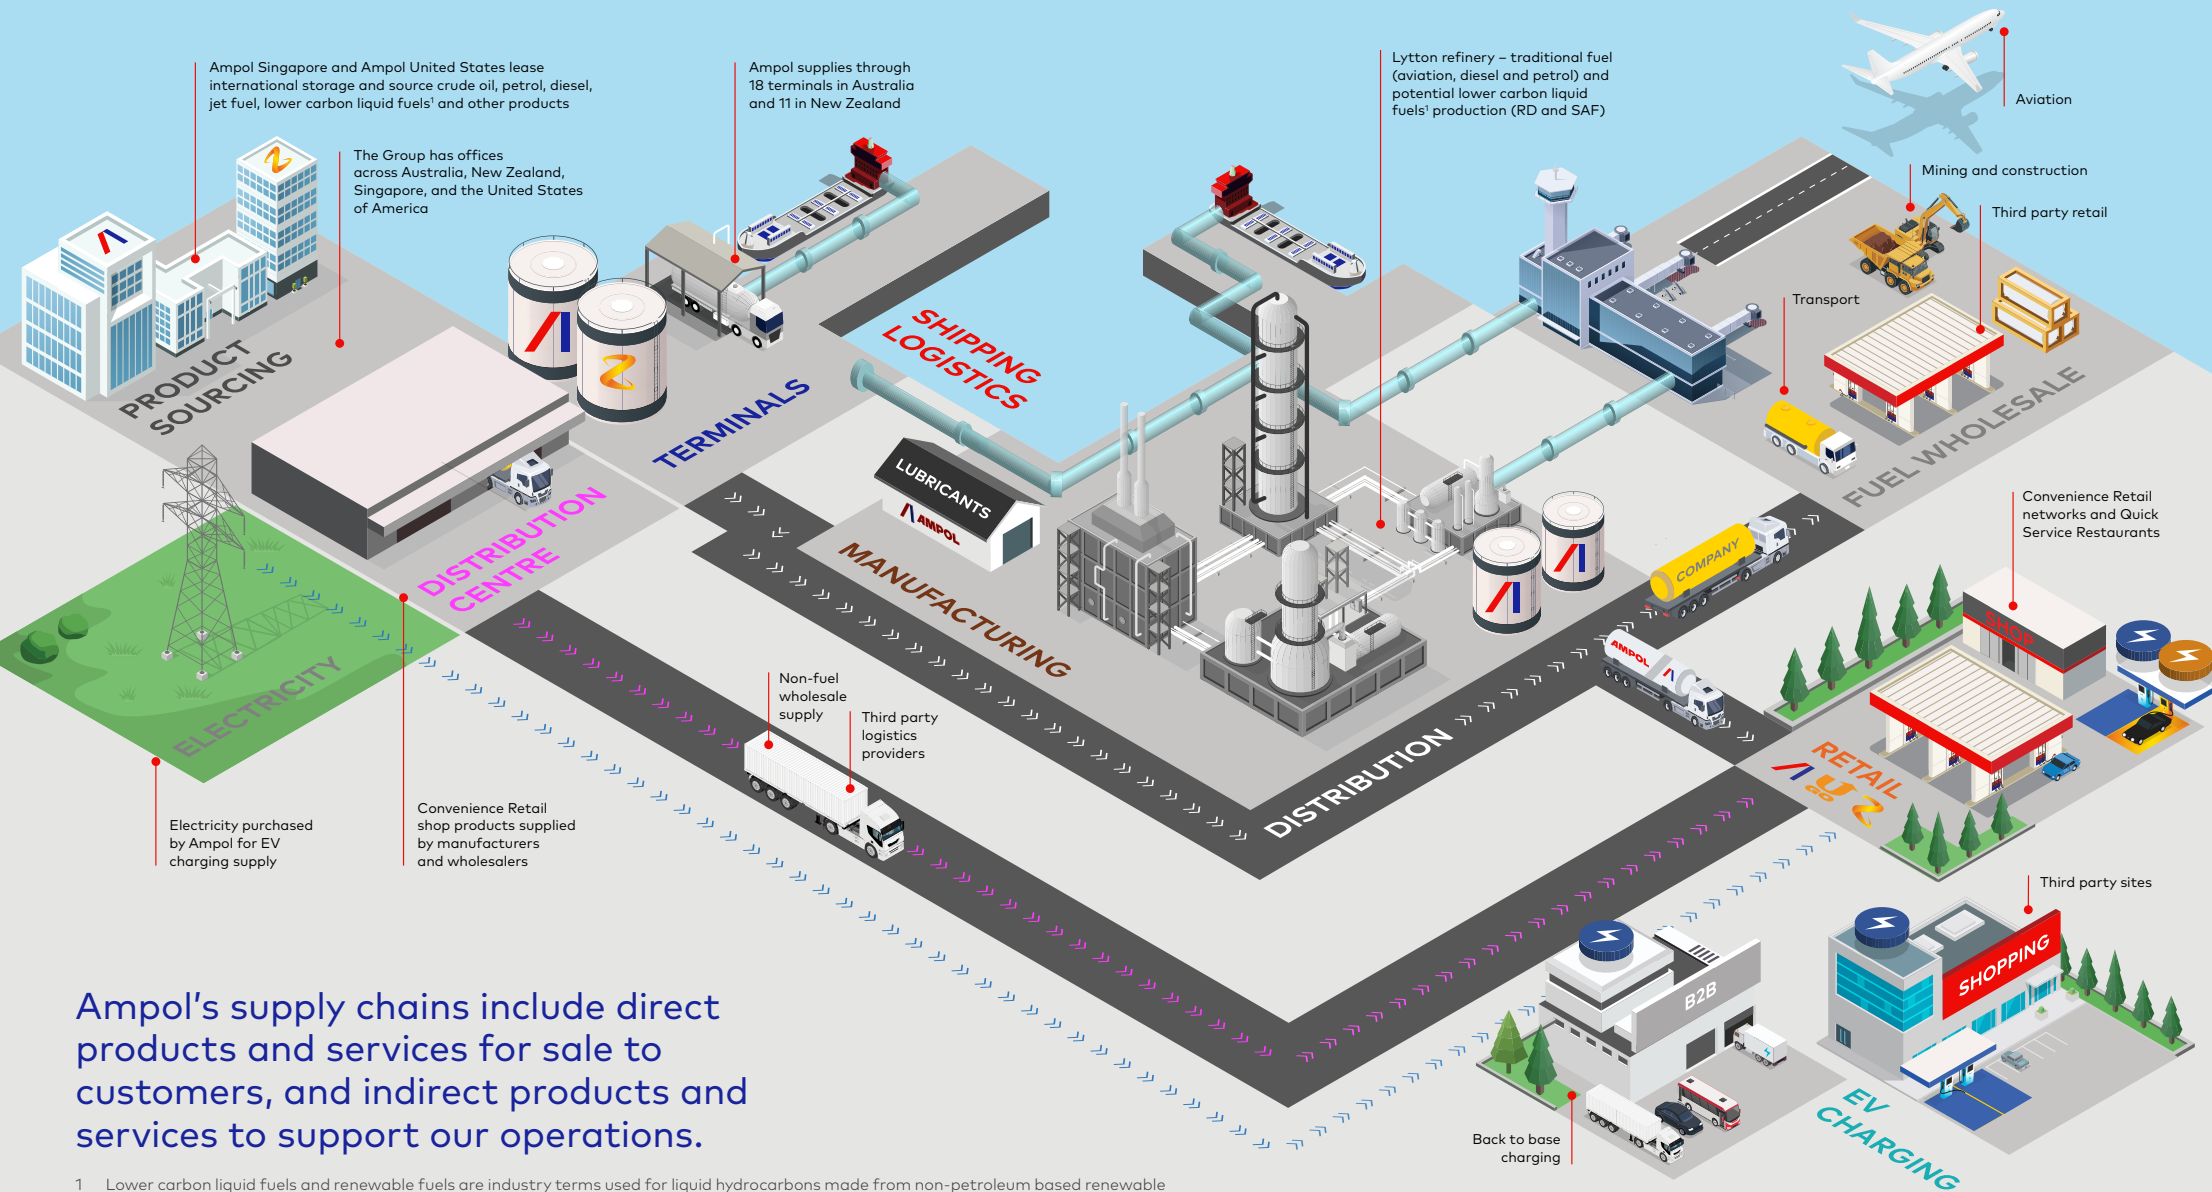 Ampol Singapore and Ampol United States lease
international storage and source crude oil, petrol, diesel,
jet fuel, lower carbon liquid fuels¹ and other products
The Group has offices
across Australia, New Zealand,
Singapore, and the United States
of America
Ampol supplies through
18 terminals in Australia
and 11 in New Zealand
Lytton refinery – traditional fuel
(aviation, diesel and petrol) and
potential lower carbon liquid
fuels¹ production (RD and SAF)
Aviation
Mining and construction
Third party retail
Transport
PRODUCT
SOURCING
TERMINALS
SHIPPING
LOGISTICS
FUEL WHOLESALE
LUBRICANTS
AMPOL
MANUFACTURING
DISTRIBUTION
CENTRE
ELECTRICITY
COMPANY
AMPOL
Convenience Retail
networks and Quick
Service Restaurants
SHOP
RETAIL
U
GO
Non-fuel
wholesale
supply
Third party
logistics
providers
DISTRIBUTION
Electricity purchased
by Ampol for EV
charging supply
Convenience Retail
shop products supplied
by manufacturers
and wholesalers
Third party sites
SHOPPING
B2B
Back to base
charging
EV
CHARGING
Ampol’s supply chains include direct
products and services for sale to
customers, and indirect products and
services to support our operations.
1 Lower carbon liquid fuels and renewable fuels are industry terms used for liquid hydrocarbons made from non-petroleum based renewable